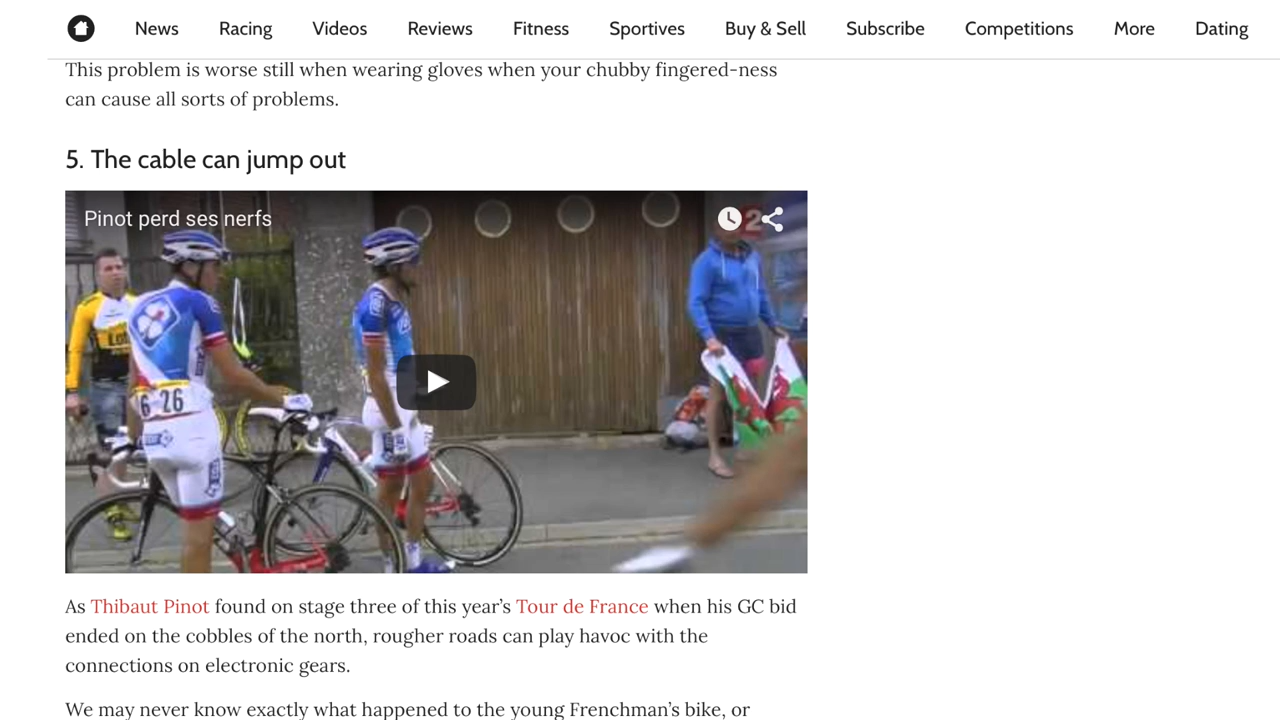 News Racing Videos Reviews Fitness Sportives Buy & Sell Subscribe Competitions More Dating
This problem is worse still when wearing gloves when your chubby fingered-ness
can cause all sorts of problems.
5. The cable can jump out
Pinot perd ses nerfs
2
6 26
As Thibaut Pinot found on stage three of this year’s Tour de France when his GC bid
ended on the cobbles of the north, rougher roads can play havoc with the
connections on electronic gears.
We may never know exactly what happened to the young Frenchman’s bike, or